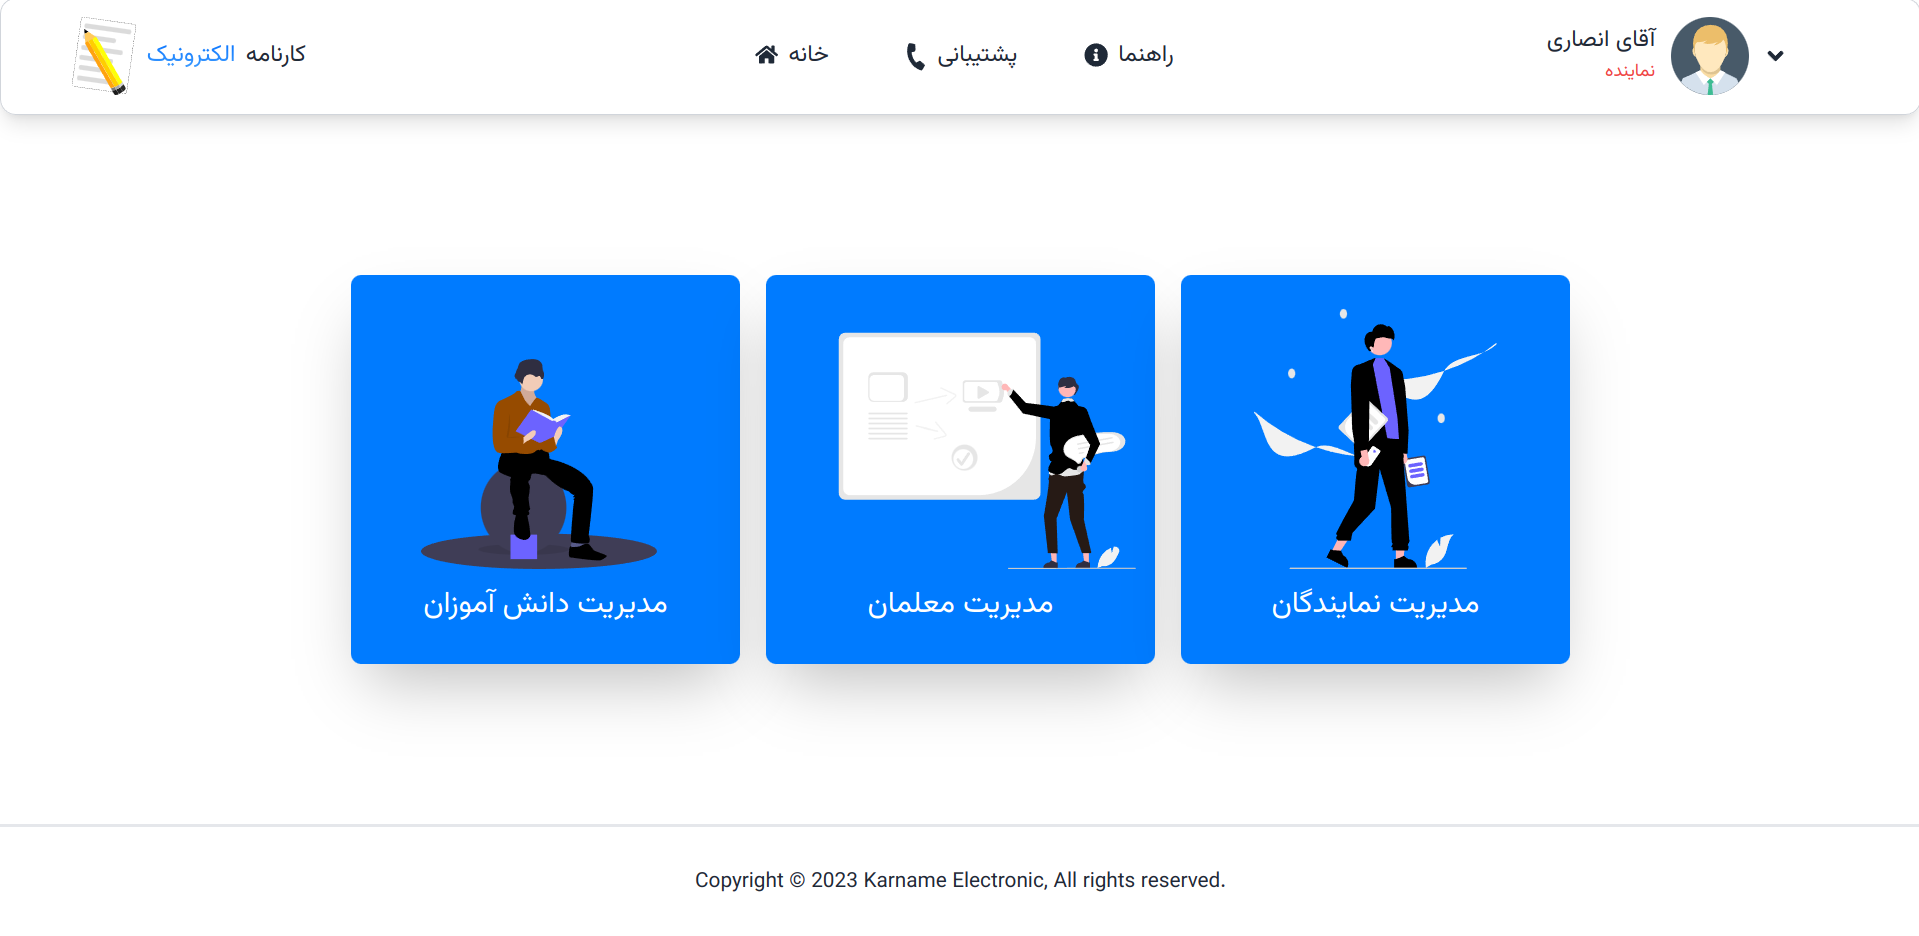 آقای انصاری
نماینده
راهنما
پشتیبانی
خانه
کارنامه الکترونیک
مدیریت نمایندگان
مدیریت معلمان
مدیریت دانش آموزان
Copyright © 2023 Karname Electronic, All rights reserved.